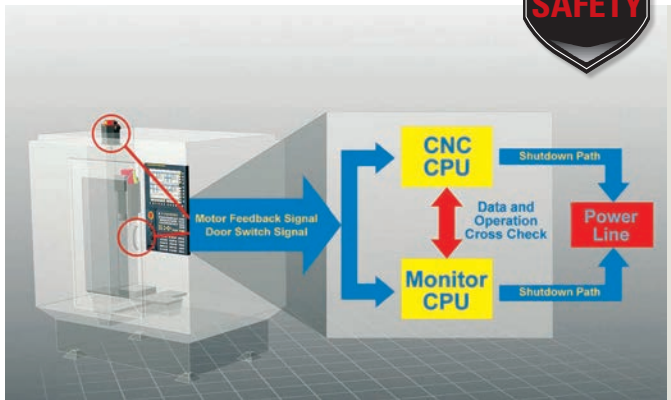 SAFETY
Motor Feedback Signal
Door Switch Signal
CNC
CPU
Shutdown Path
Data and
Operation
Cross Check
Power
Line
Monitor
CPU
Shutdown Path